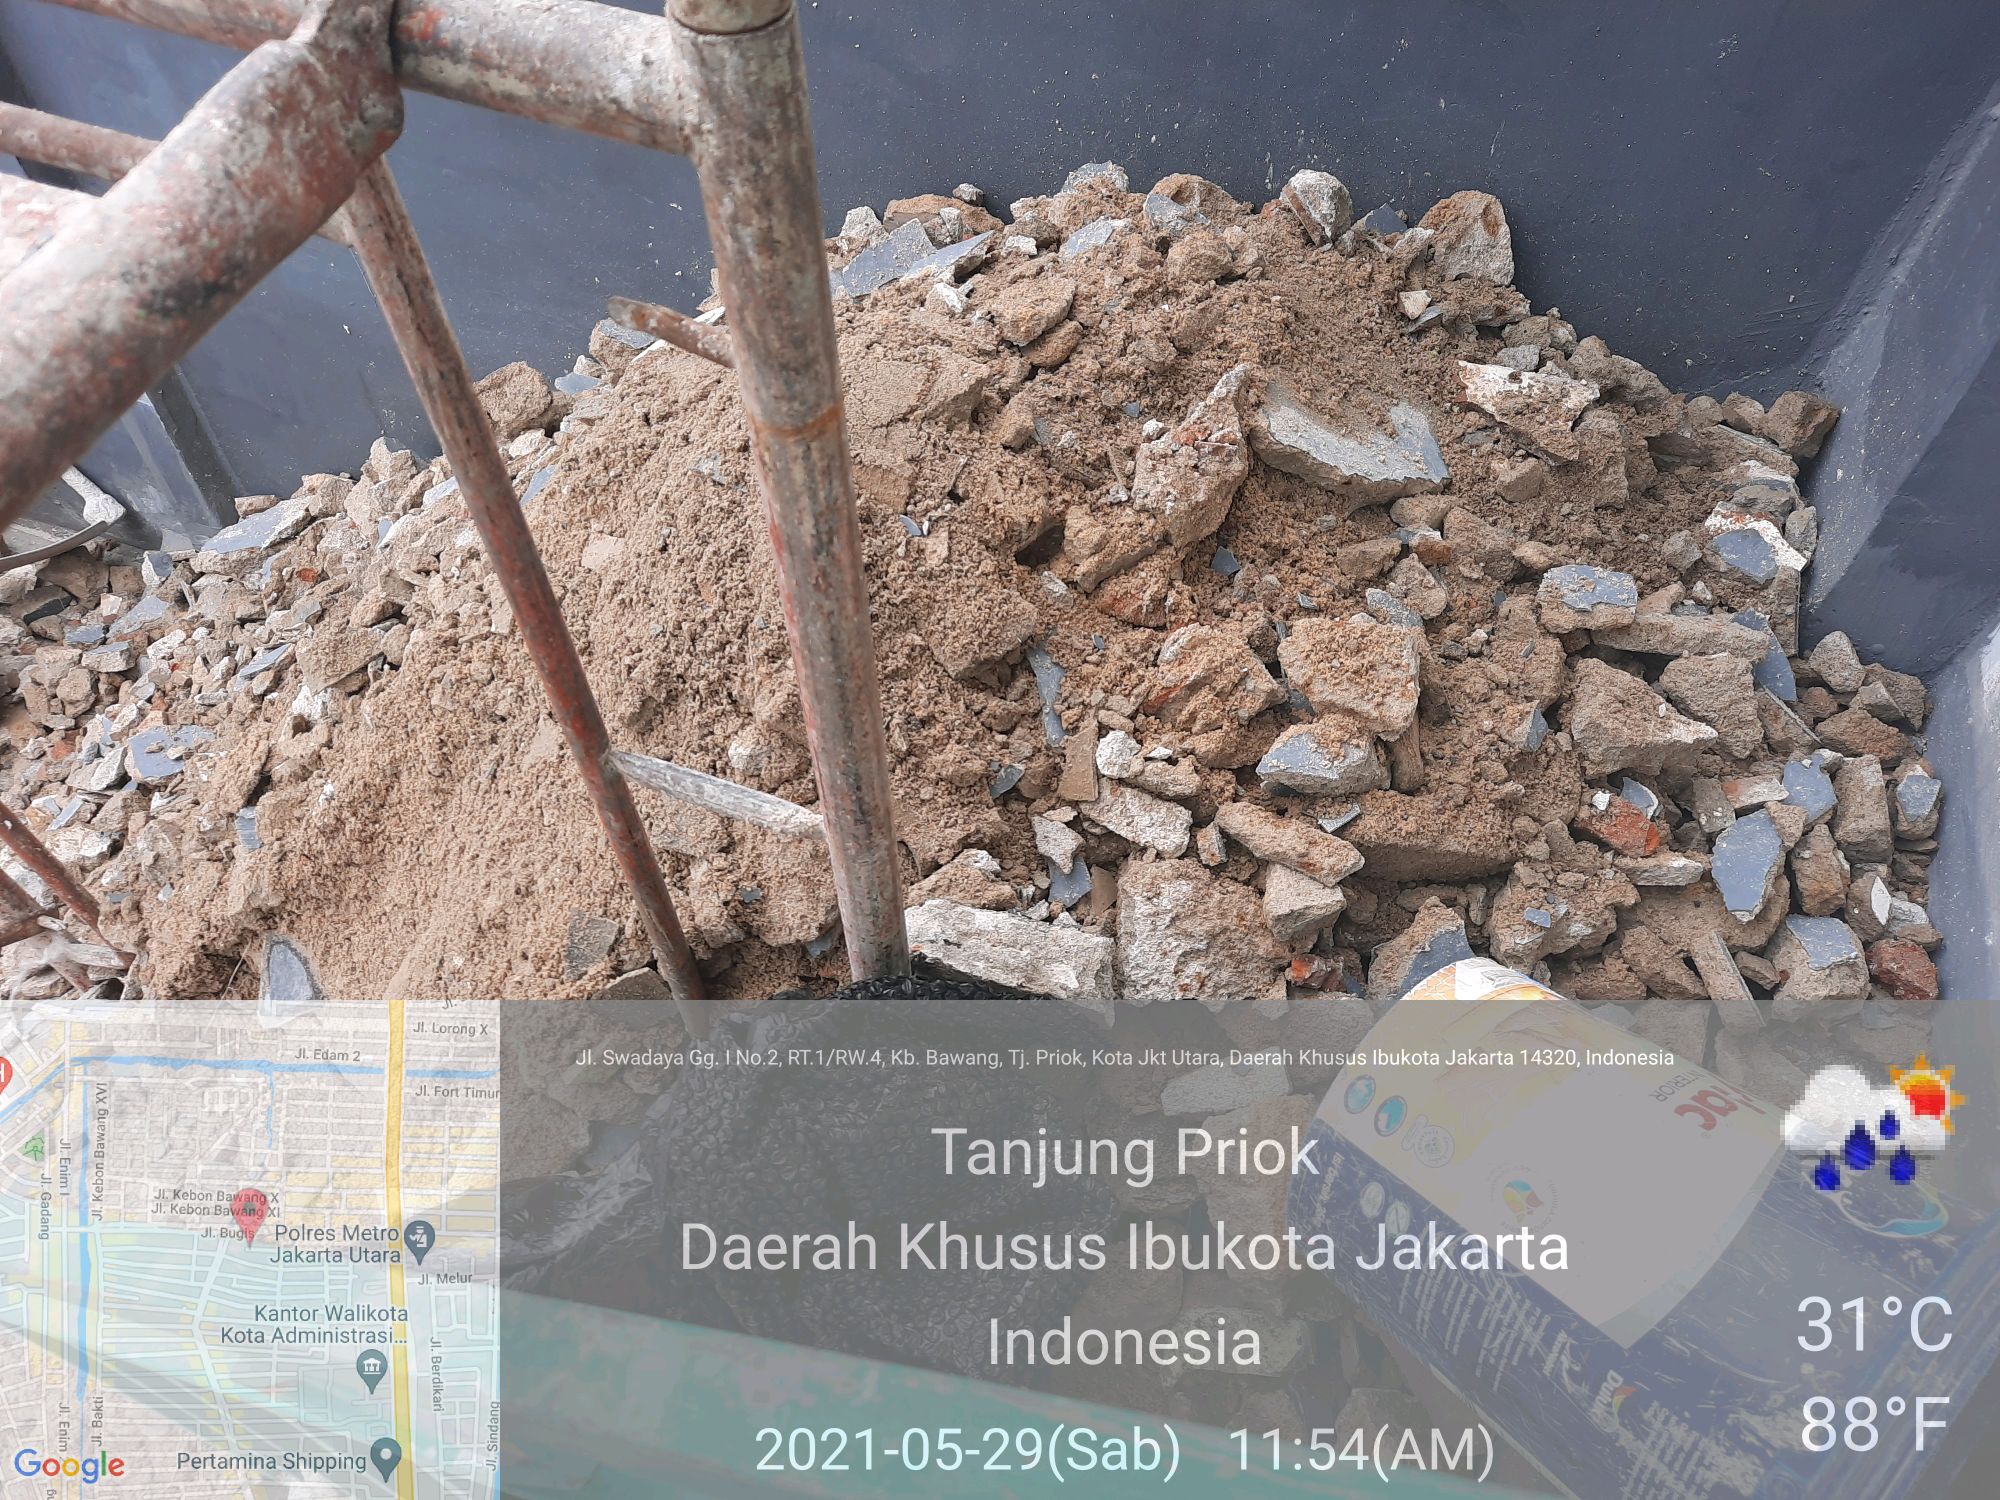 Jl. Lorong X
Jl. Edam 2
Jl. Fort Timur
Jl. Kebon Bawang XVI
Jl. Enim I
Jl. Gadang
Jl. Kebon Bawang X
Jl. Kebon Bawang XI
Jl. Bugis
Polres Metro
Jakarta Utara
Jl. Melur
Kantor Walikota
Kota Administrasi...
Jl. Berdikari
Jl. Bakti
Jl. Enim
Jl. Sindang
Pertamina Shipping
Google
Jl. Swadaya Gg. I No.2, RT.1/RW.4, Kb. Bawang, Tj. Priok, Kota Jkt Utara, Daerah Khusus Ibukota Jakarta 14320, Indonesia
Tanjung Priok
Daerah Khusus Ibukota Jakarta
Indonesia
2021-05-29(Sab) 11:54(AM)
31°C
88°F